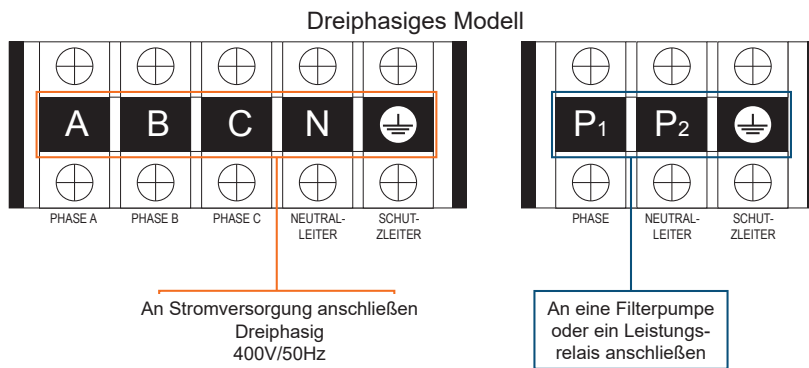 Dreiphasiges Modell
A B C N
PHASE A PHASE B PHASE C NEUTRAL-
LEITER SCHUT-
ZLEITER
P1 P2
PHASE NEUTRAL-
LEITER SCHUT-
ZLEITER
An Stromversorgung anschließen
Dreiphasig
400V/50Hz
An eine Filterpumpe
oder ein Leistungs-
relais anschließen